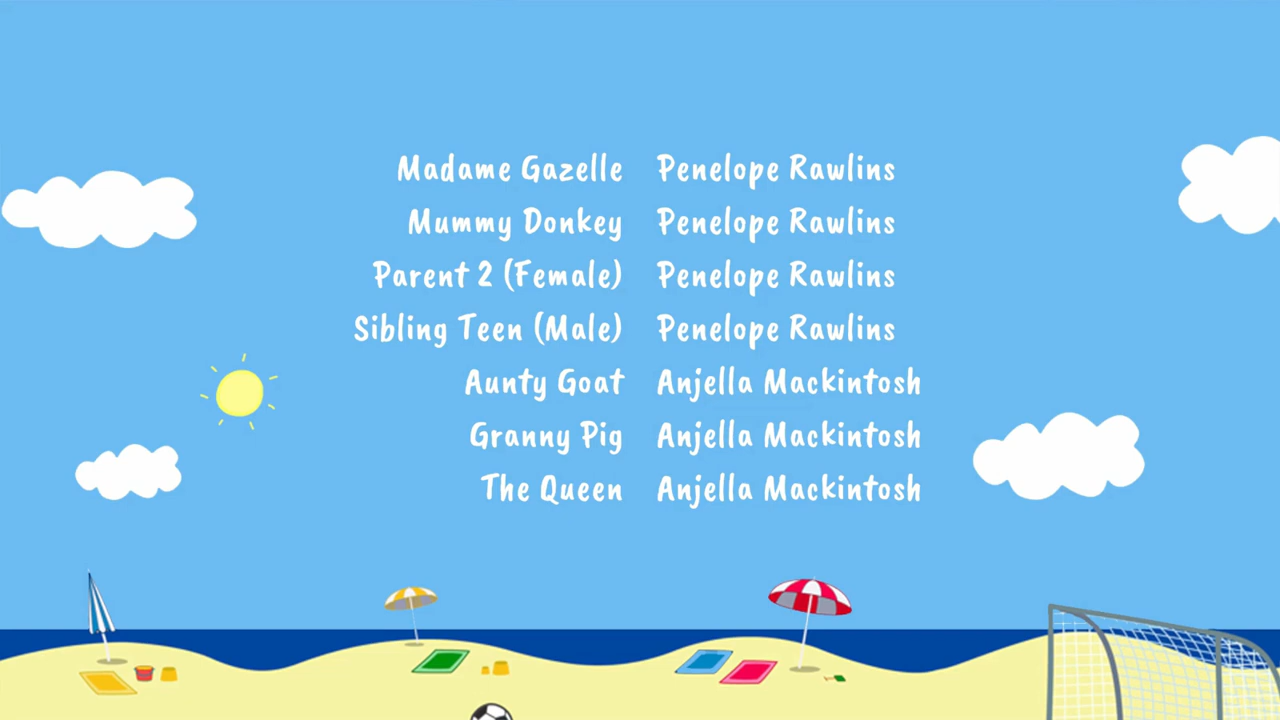 Madame Gazelle Penelope Rawlins
Mummy Donkey Penelope Rawlins
Parent 2 (Female) Penelope Rawlins
Sibling Teen (Male) Penelope Rawlins
Aunty Goat Anjella Mackintosh
Granny Pig Anjella Mackintosh
The Queen Anjella Mackintosh